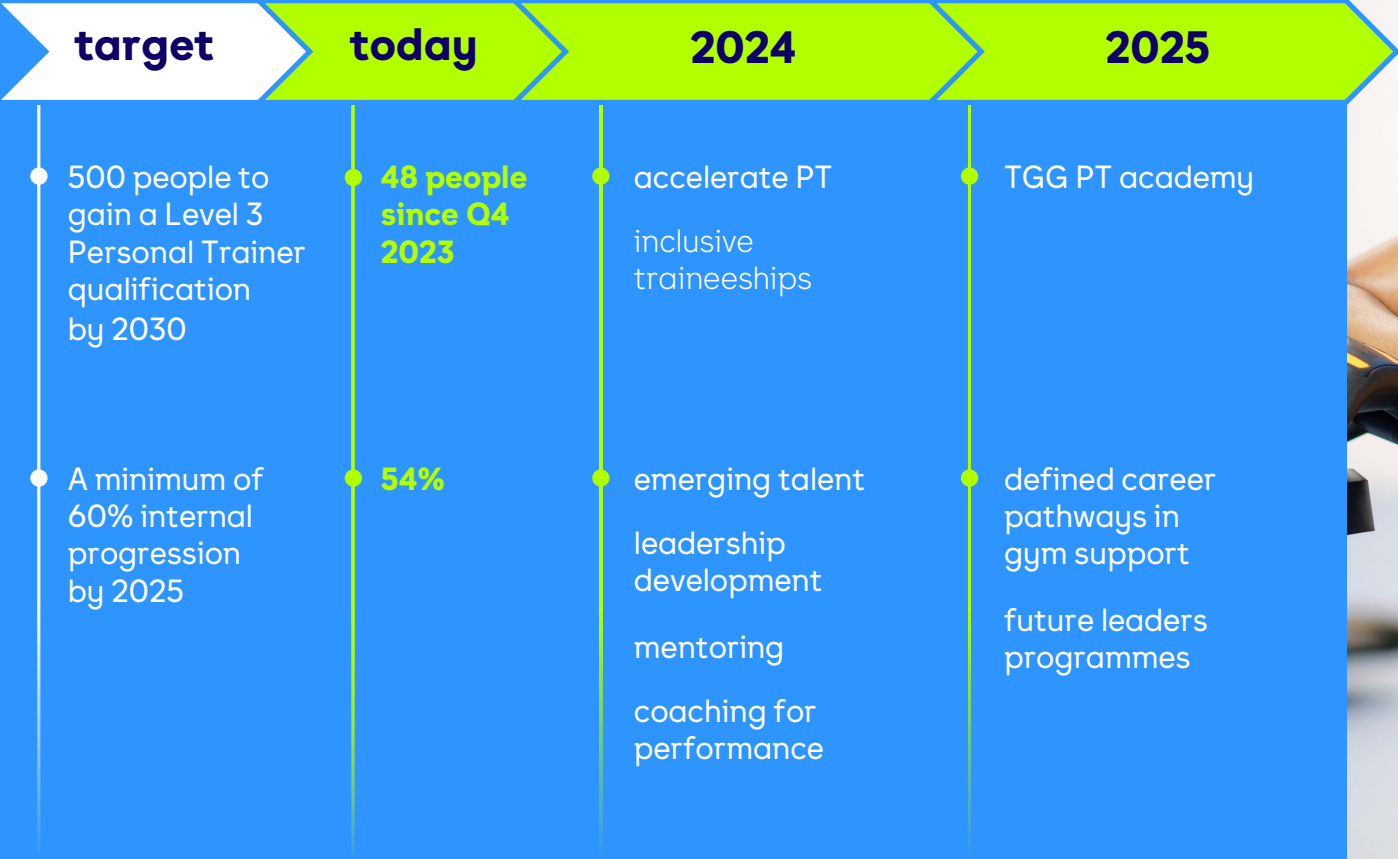 target
today
2024
2025
500 people to
gain a Level 3
Personal Trainer
qualification
by 2030
48 people
since Q4
2023
accelerate PT
inclusive
traineeships
TGG PT academy
A minimum of
60% internal
progression
by 2025
54%
emerging talent
leadership
development
mentoring
coaching for
performance
defined career
pathways in
gym support
future leaders
programmes